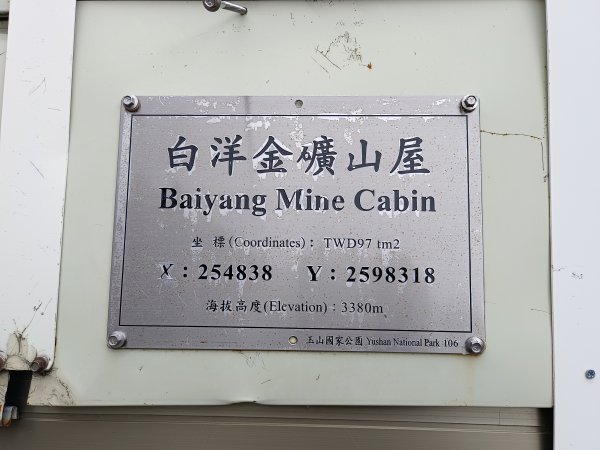 白洋金礦山屋
Baiyang Mine Cabin
坐 標(Coordinates)：TWD97 tm2
X：254838 Y：2598318
海拔高度(Elevation)：3380m
玉山國家公園 Yushan National Park 106